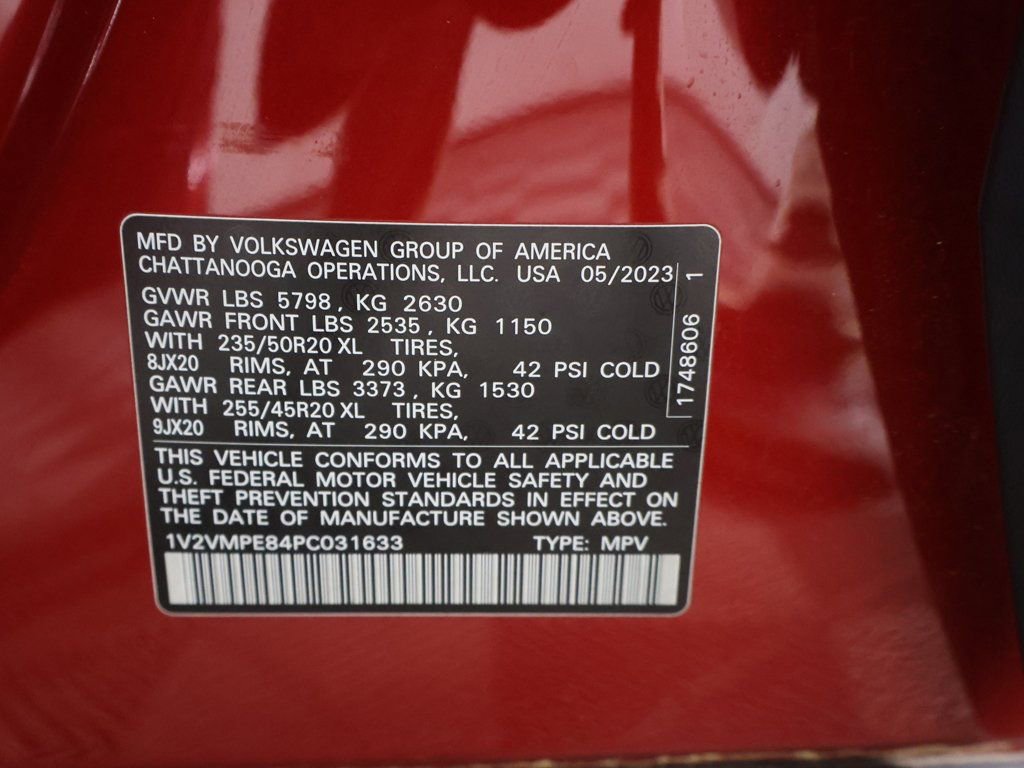 MFD BY VOLKSWAGEN GROUP OF AMERICA
CHATTANOOGA OPERATIONS, LLC. USA 05/2023
GVWR LBS 5798, KG 2630
GAWR FRONT LBS 2535, KG 1150
WITH 235/50R20 XL TIRES,
8JX20 RIMS, AT 290 KPA, 42 PSI COLD
GAWR REAR LBS 3373, KG 1530
WITH 255/45R20 XL TIRES,
9JX20 RIMS, AT 290 KPA, 42 PSI COLD
1748606 1
THIS VEHICLE CONFORMS TO ALL APPLICABLE
U.S. FEDERAL MOTOR VEHICLE SAFETY AND
THEFT PREVENTION STANDARDS IN EFFECT ON
THE DATE OF MANUFACTURE SHOWN ABOVE.
1V2VMPE84PC031633 TYPE: MPV